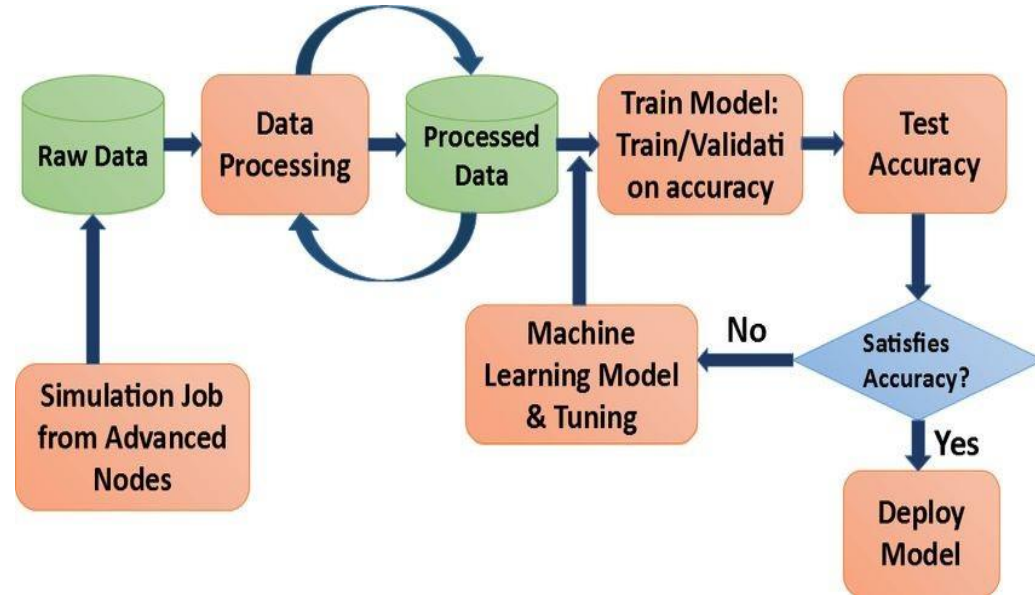 Raw Data
Data
Processing
Processed
Data
Train Model:
Train/Validati
on accuracy
Test
Accuracy
Simulation Job
from Advanced
Nodes
Machine
Learning Model
& Tuning
No
Satisfies
Accuracy?
Yes
Deploy
Model